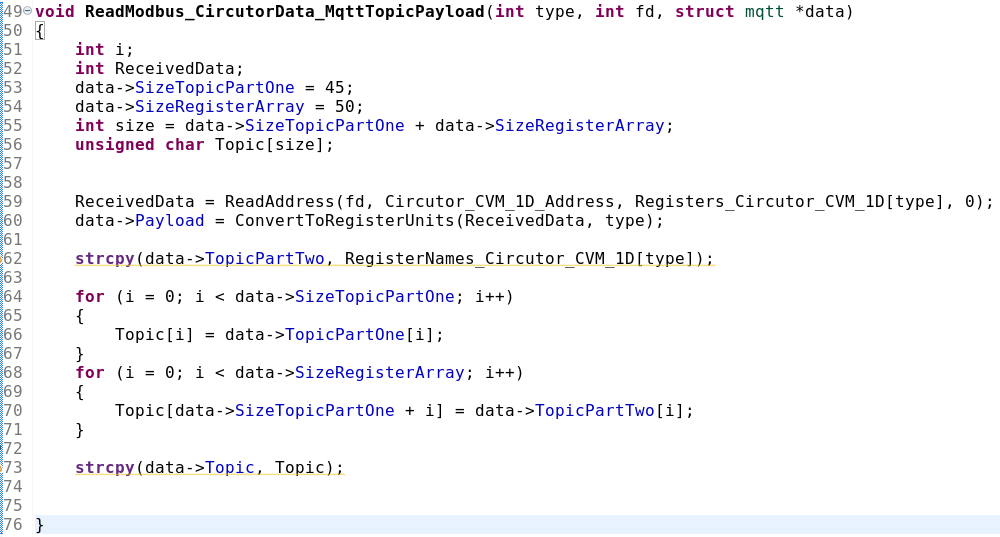 49 void ReadModbus_CircutorData_MqttTopicPayload(int type, int fd, struct mqtt *data)
50 {
51     int i;
52     int ReceivedData;
53     data->SizeTopicPartOne = 45;
54     data->SizeRegisterArray = 50;
55     int size = data->SizeTopicPartOne + data->SizeRegisterArray;
56     unsigned char Topic[size];
57
58
59     ReceivedData = ReadAddress(fd, Circutor_CVM_1D_Address, Registers_Circutor_CVM_1D[type], 0);
60     data->Payload = ConvertToRegisterUnits(ReceivedData, type);
61
62     strcpy(data->TopicPartTwo, RegisterNames_Circutor_CVM_1D[type]);
63
64     for (i = 0; i < data->SizeTopicPartOne; i++)
65     {
66         Topic[i] = data->TopicPartOne[i];
67     }
68     for (i = 0; i < data->SizeRegisterArray; i++)
69     {
70         Topic[data->SizeTopicPartOne + i] = data->TopicPartTwo[i];
71     }
72
73     strcpy(data->Topic, Topic);
74
75
76 }